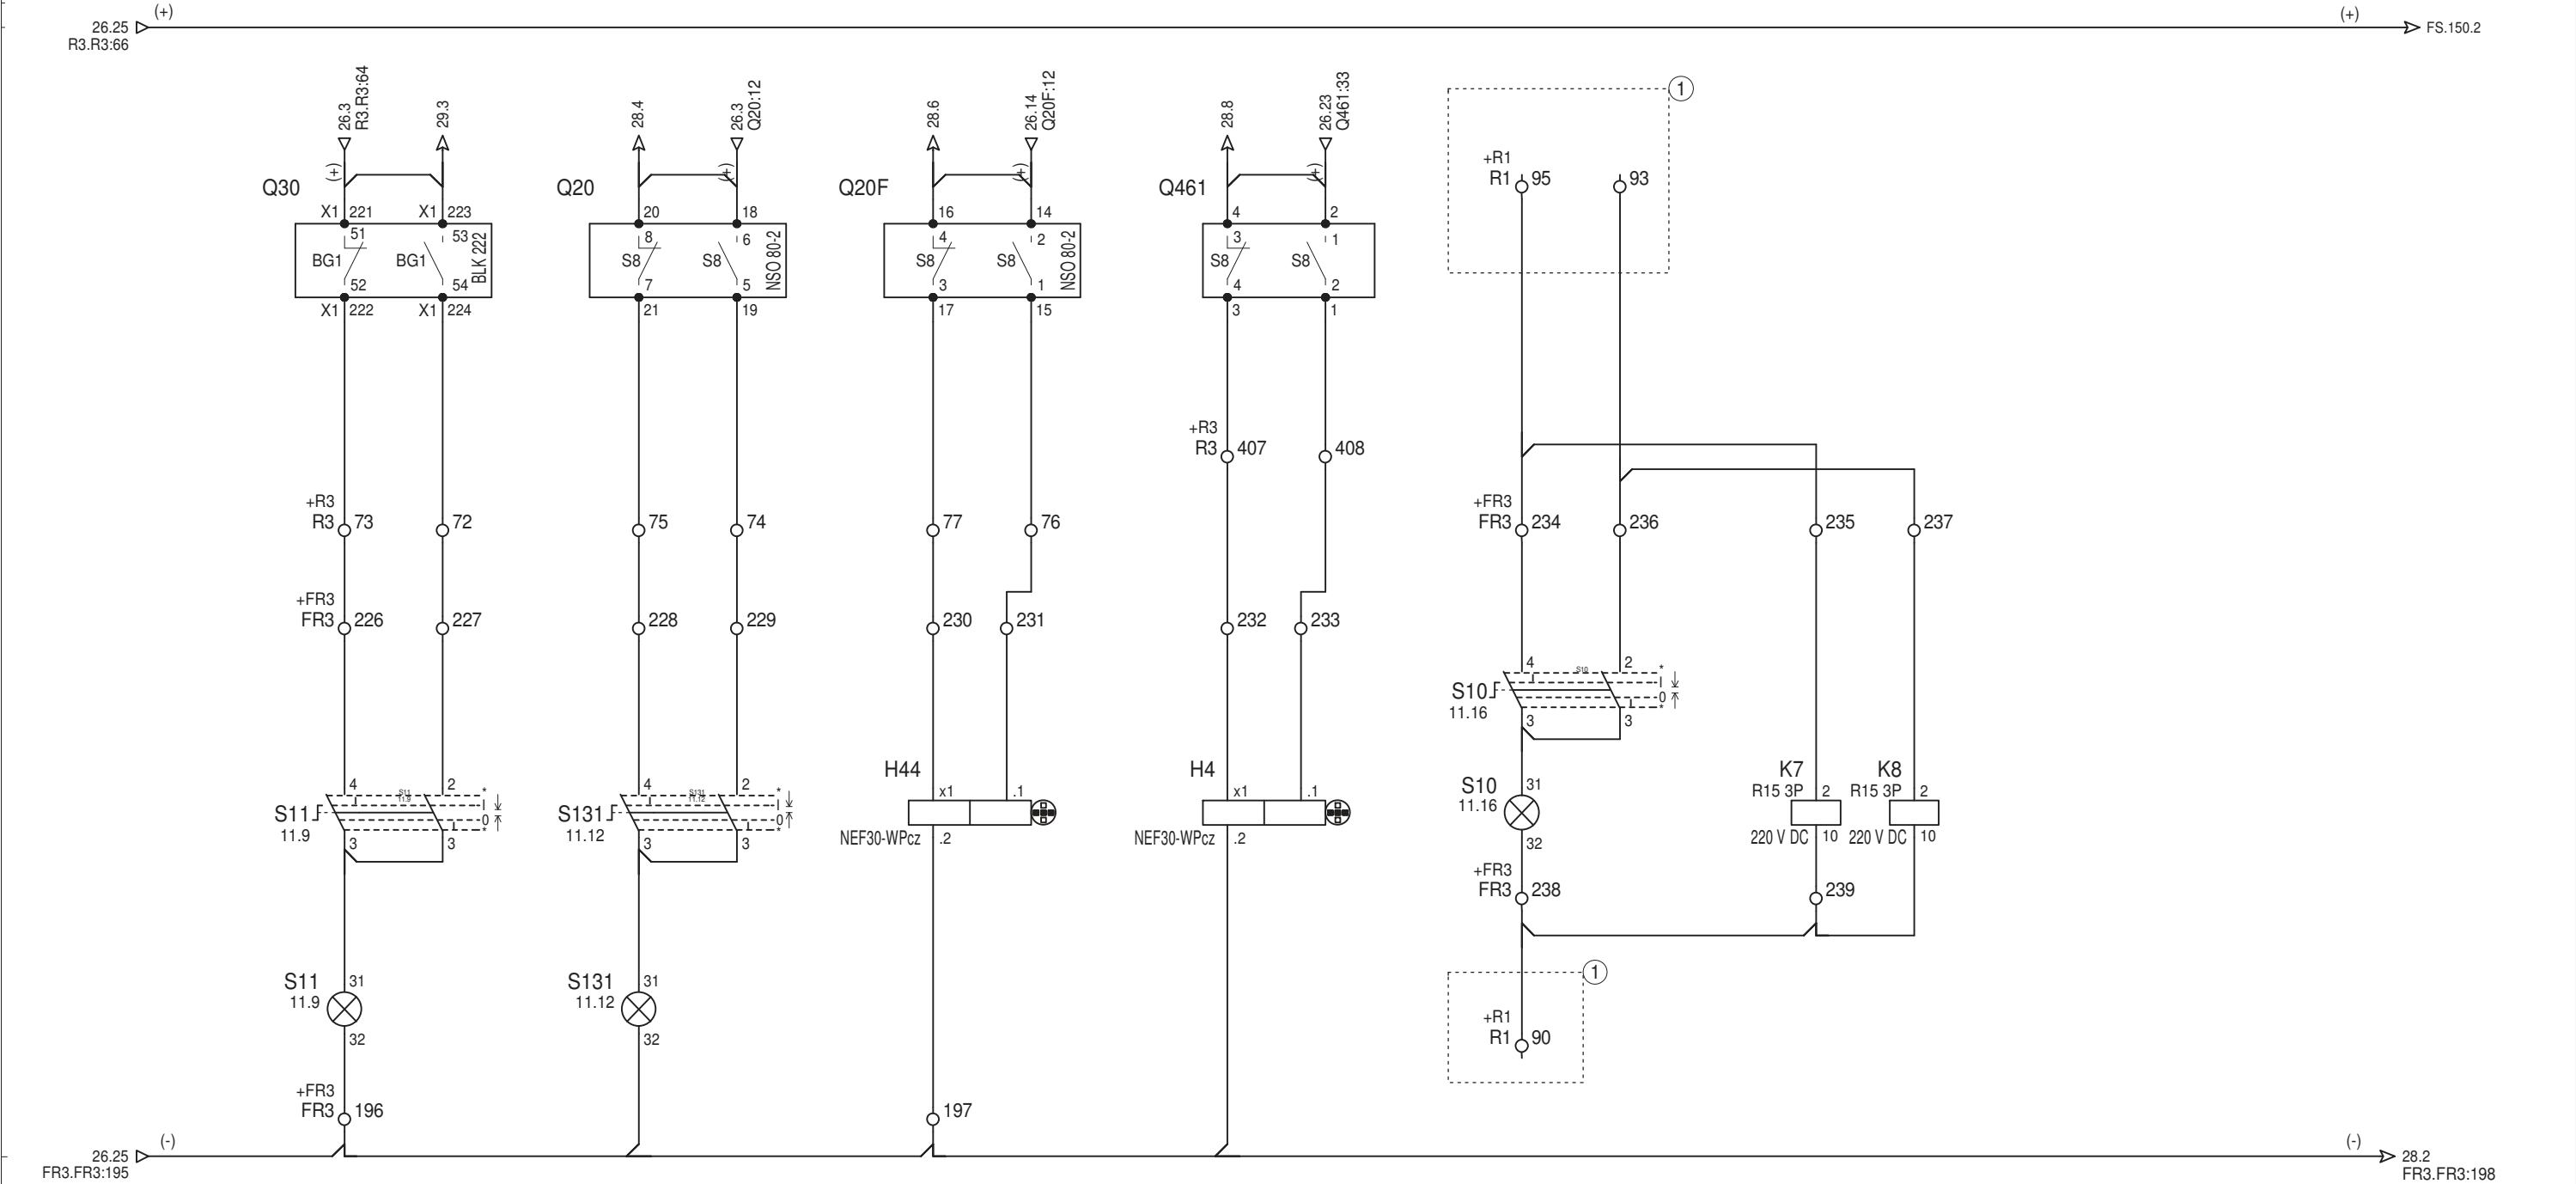 (+)
(+)
26.25
R3.R3:66
FS.150.2
26.3
R3.R3:64
29.3
28.4
26.3
Q20:12
28.6
26.14
Q20F:12
28.8
26.23
Q461:33
1
(+)
(+)
(+)
(+)
+R1
R1 95
93
Q30
Q20
Q20F
Q461
X1 221
X1 223
20
18
16
14
4
2
51
53
BG1
BG1
BLK 222
52
54
8
6
S8
S8
NSO 80-2
7
5
4
2
S8
S8
NSO 80-2
3
1
3
1
S8
S8
4
2
X1 222
X1 224
21
19
17
15
3
1
+R3
R3 407
408
+R3
R3 73
72
75
74
77
76
+FR3
FR3 234
236
235
237
+FR3
FR3 226
227
228
229
230
231
232
233
4
S10
2
*
I
S10
0
11.16
*
3
3
4
S11
11.9
2
*
I
S11
0
11.9
*
3
3
4
S131
11.12
2
*
I
S131
0
11.12
*
3
3
H44
x1
.1
NEF30-WPcz
.2
H4
x1
.1
NEF30-WPcz
.2
S10
31
11.16
32
K7
R15 3P
2
220 V DC
10
K8
R15 3P
2
220 V DC
10
+FR3
FR3 238
239
1
S11
31
11.9
32
S131
31
11.12
32
+R1
R1 90
+FR3
FR3 196
197
(-)
(-)
26.25
FR3.FR3:195
28.2
FR3.FR3:198